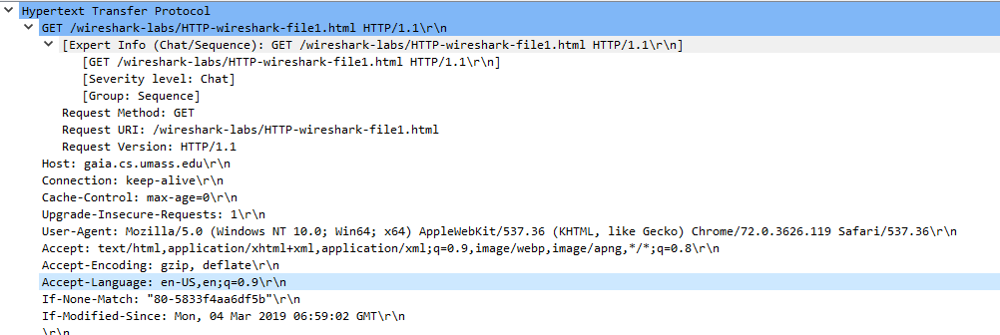 Hypertext Transfer Protocol
GET /wireshark-labs/HTTP-wireshark-file1.html HTTP/1.1\r\n
[Expert Info (Chat/Sequence): GET /wireshark-labs/HTTP-wireshark-file1.html HTTP/1.1\r\n]
[GET /wireshark-labs/HTTP-wireshark-file1.html HTTP/1.1\r\n]
[Severity level: Chat]
[Group: Sequence]
Request Method: GET
Request URI: /wireshark-labs/HTTP-wireshark-file1.html
Request Version: HTTP/1.1
Host: gaia.cs.umass.edu\r\n
Connection: keep-alive\r\n
Cache-Control: max-age=0\r\n
Upgrade-Insecure-Requests: 1\r\n
User-Agent: Mozilla/5.0 (Windows NT 10.0; Win64; x64) AppleWebKit/537.36 (KHTML, like Gecko) Chrome/72.0.3626.119 Safari/537.36\r\n
Accept: text/html,application/xhtml+xml,application/xml;q=0.9,image/webp,image/apng,*/*;q=0.8\r\n
Accept-Encoding: gzip, deflate\r\n
Accept-Language: en-US,en;q=0.9\r\n
If-None-Match: "80-5833f4aa6df5b"\r\n
If-Modified-Since: Mon, 04 Mar 2019 06:59:02 GMT\r\n
\r\n